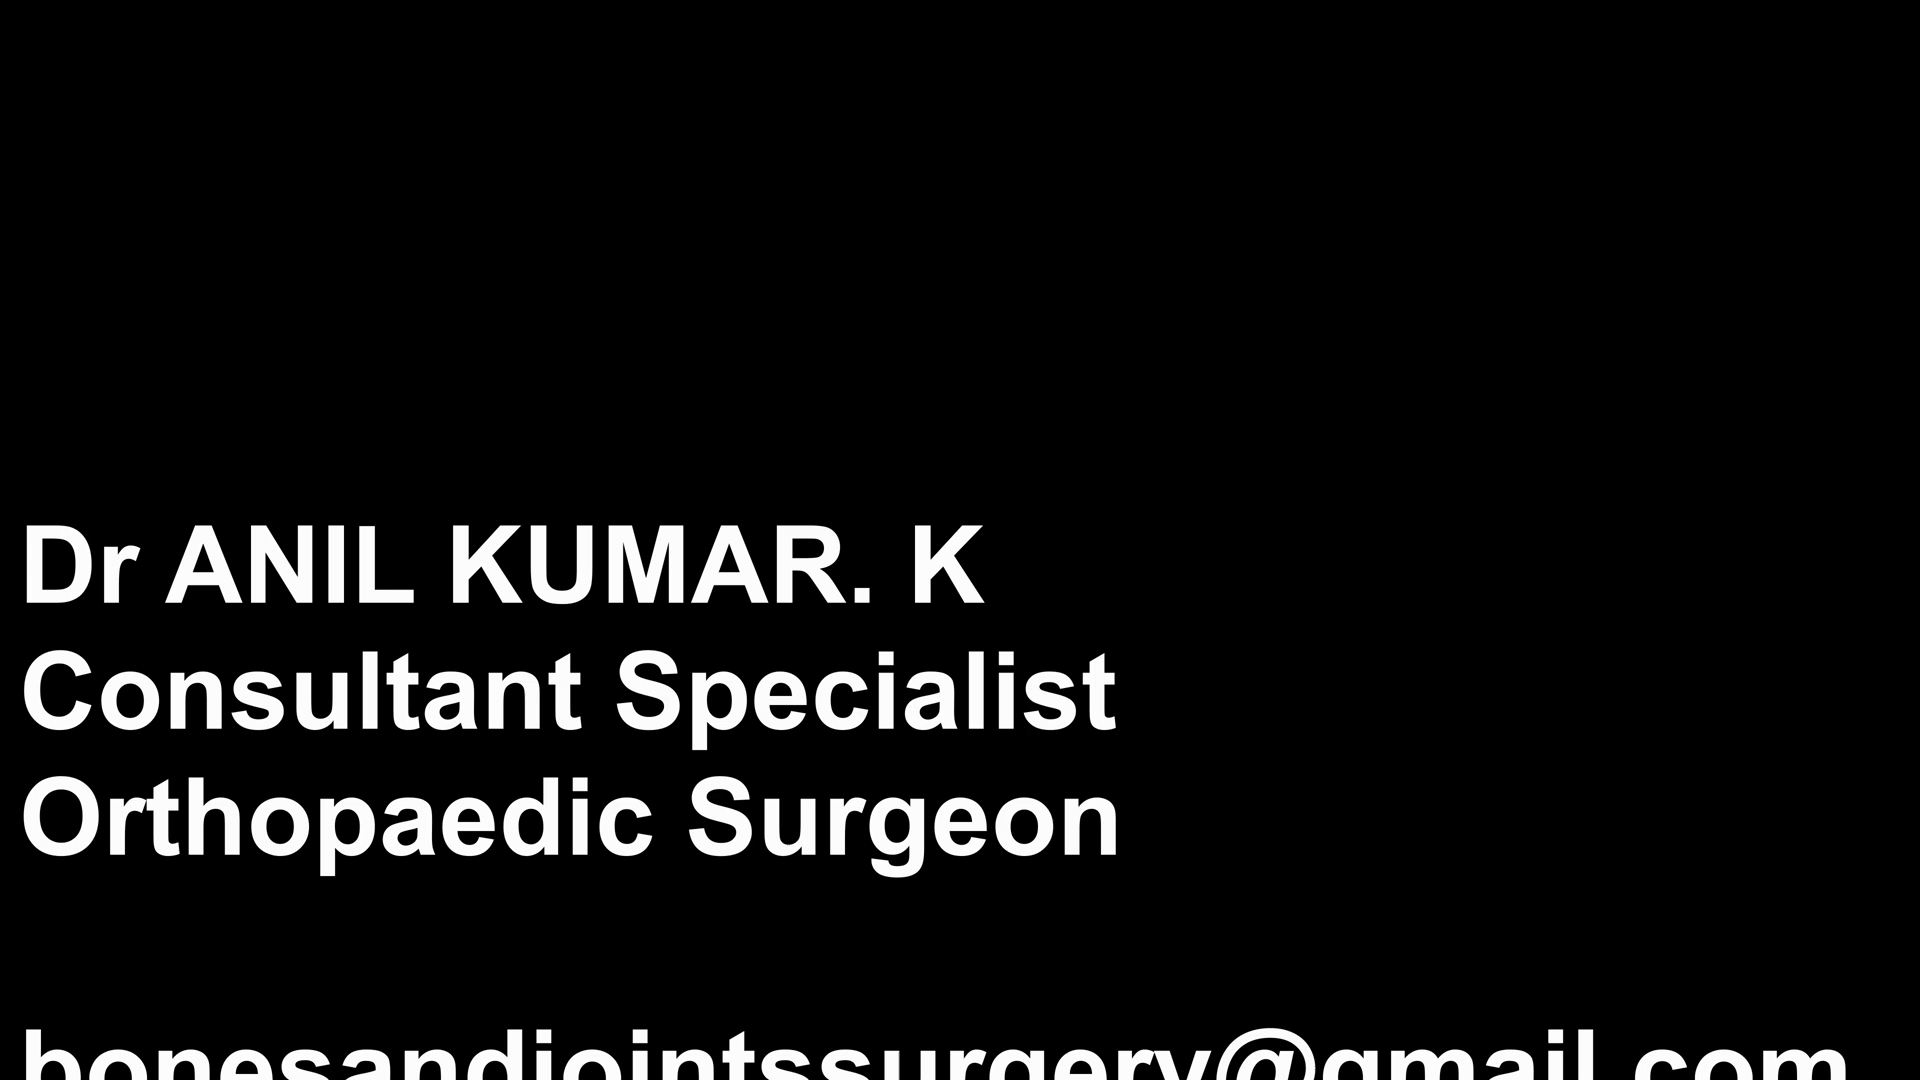 Dr ANIL KUMAR. K
Consultant Specialist
Orthopaedic Surgeon
bonesandjointssurgery@gmail.com